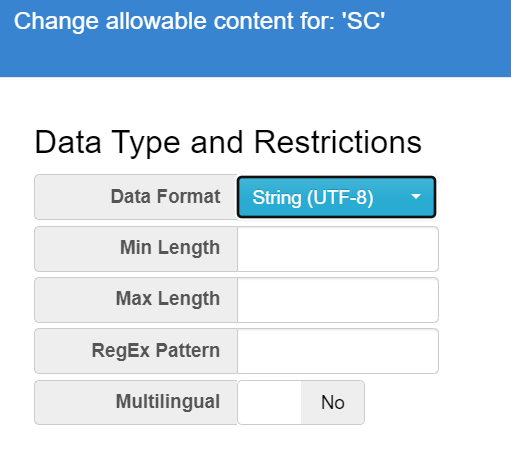 Change allowable content for: 'SC'
Data Type and Restrictions
Data Format String (UTF-8)
Min Length
Max Length
RegEx Pattern
Multilingual No